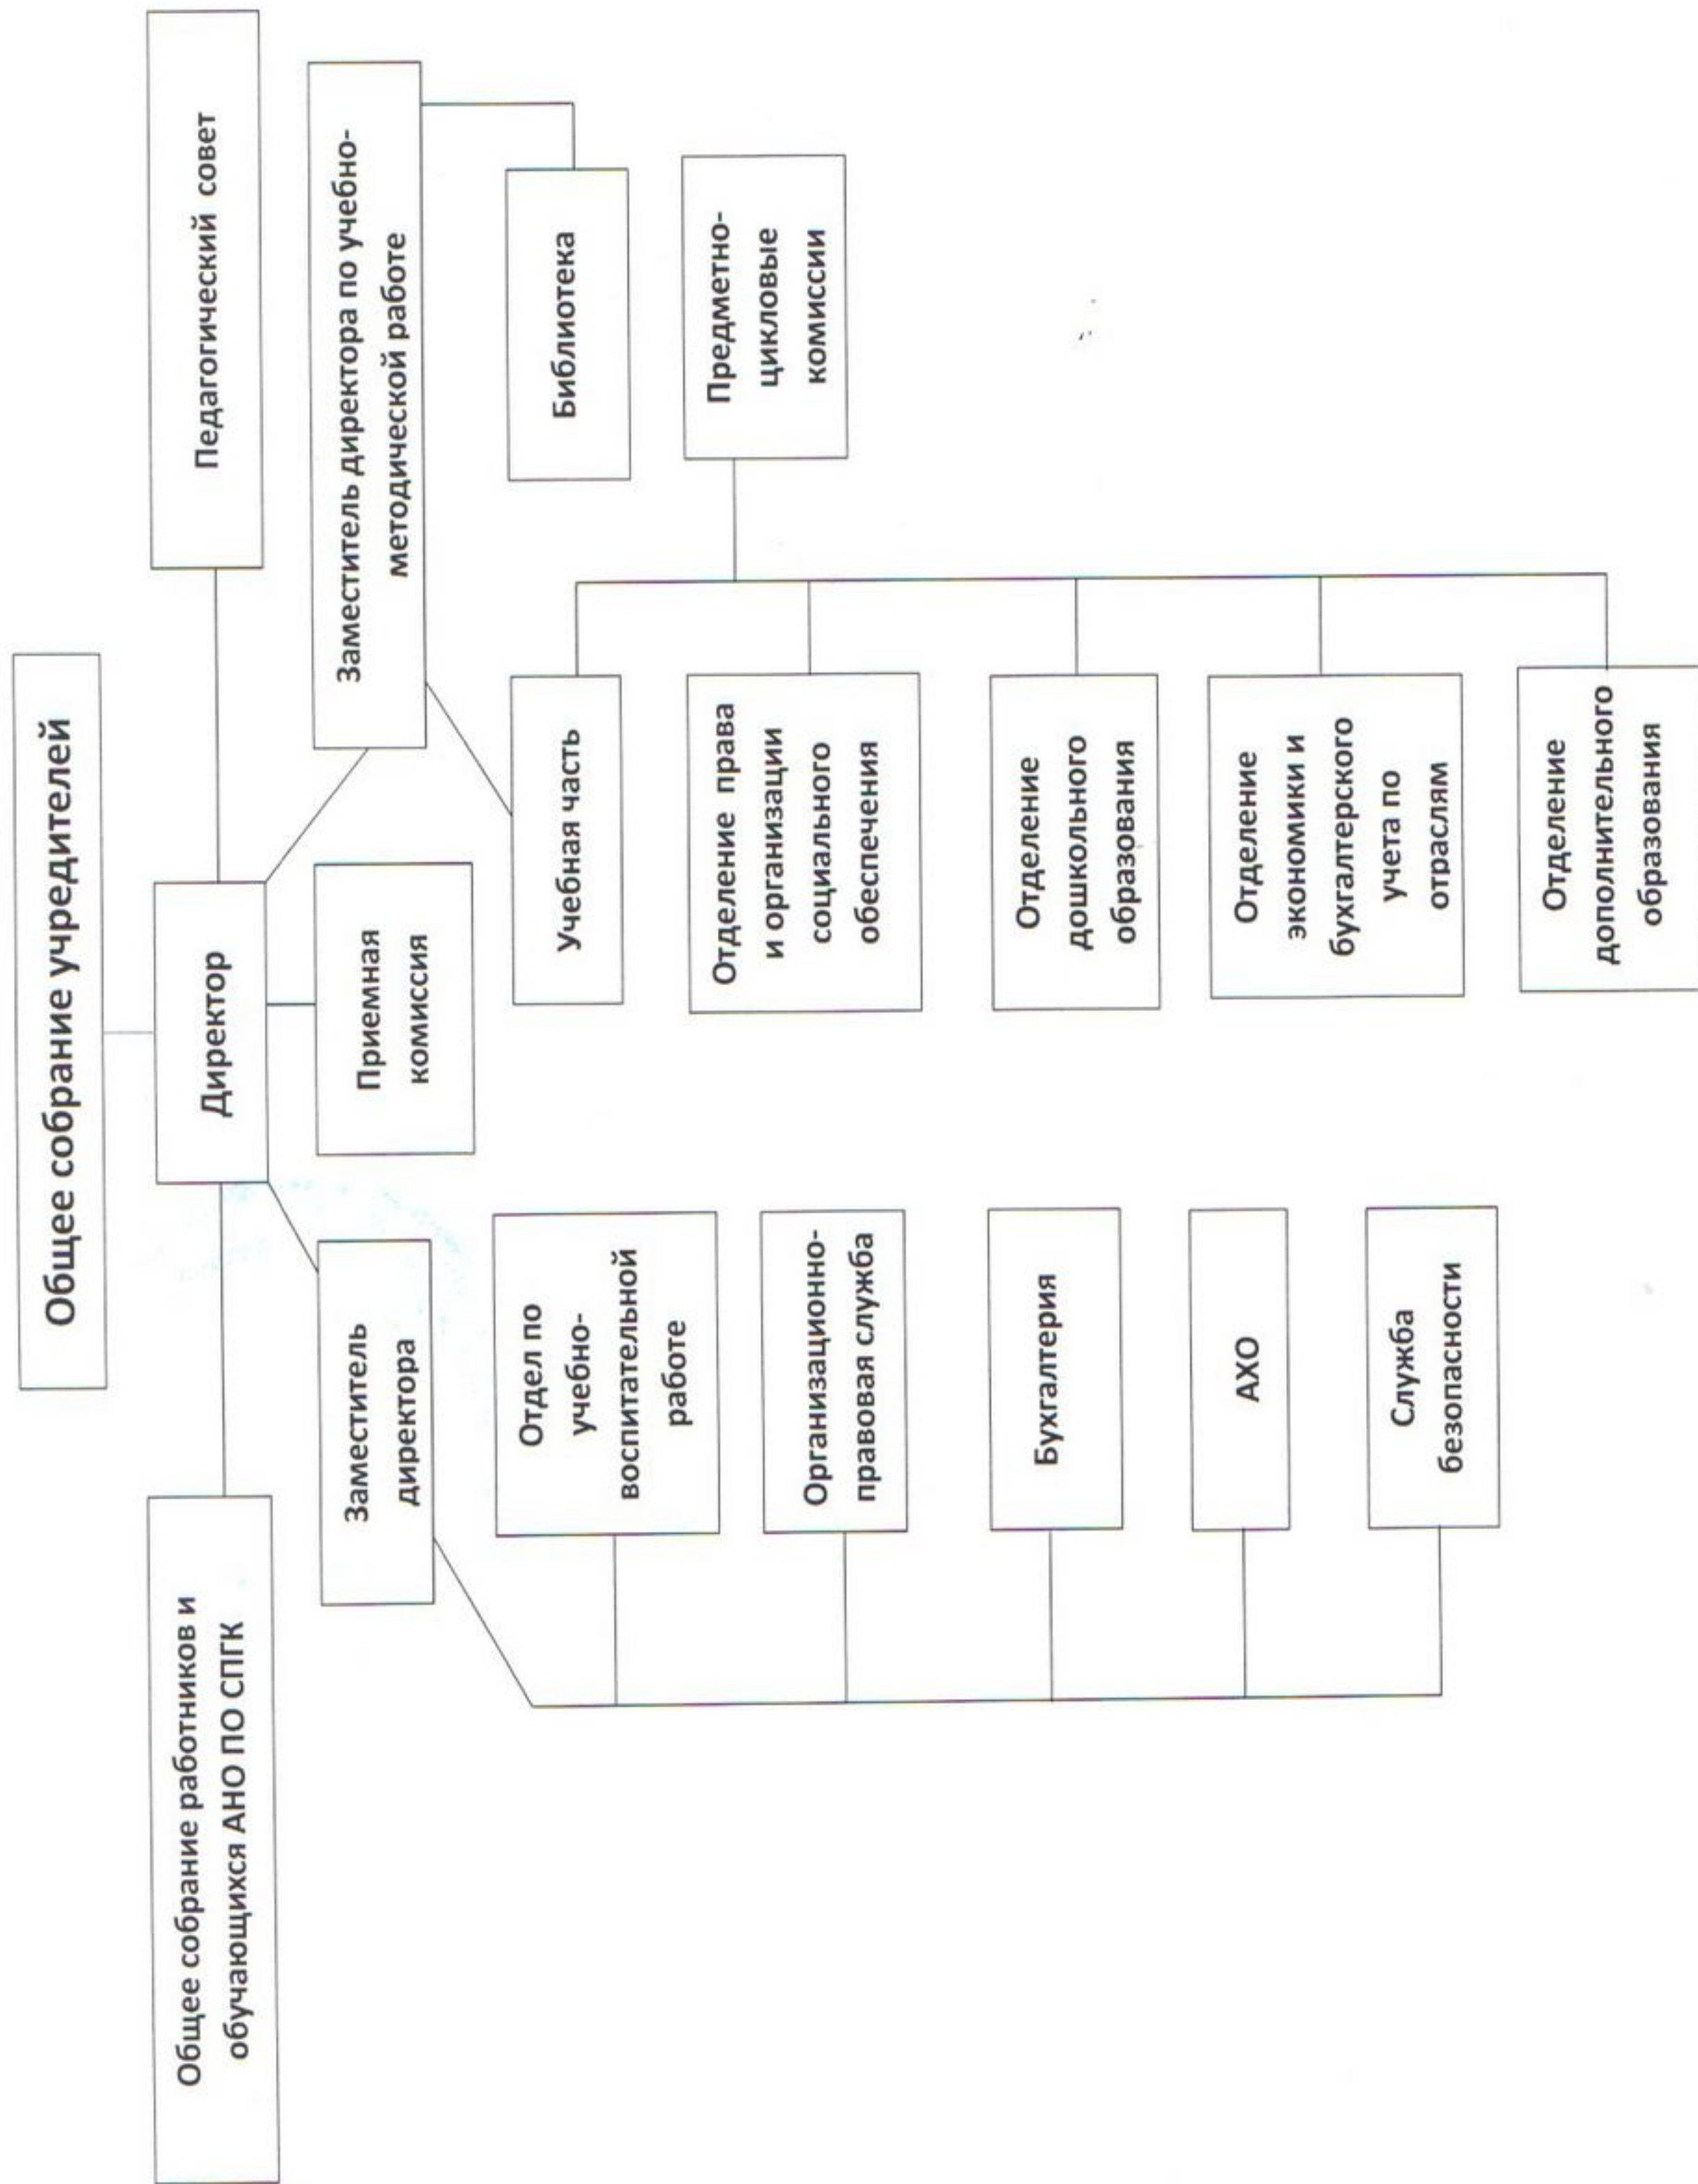 Общее собрание учредителей
Общее собрание работников и
обучающихся АНО ПО СПГК
Директор
Педагогический совет
Заместитель
директора
Приемная
комиссия
Заместитель директора по учебно-
методической работе
Отдел по
учебно-
воспитательной
работе
Учебная часть
Библиотека
Организационно-
правовая служба
Отделение права
и организации
социального
обеспечения
Предметно-
цикловые
комиссии
Бухгалтерия
Отделение
дошкольного
образования
АХО
Отделение
экономики и
бухгалтерского
учета по
отраслям
Служба
безопасности
Отделение
дополнительного
образования